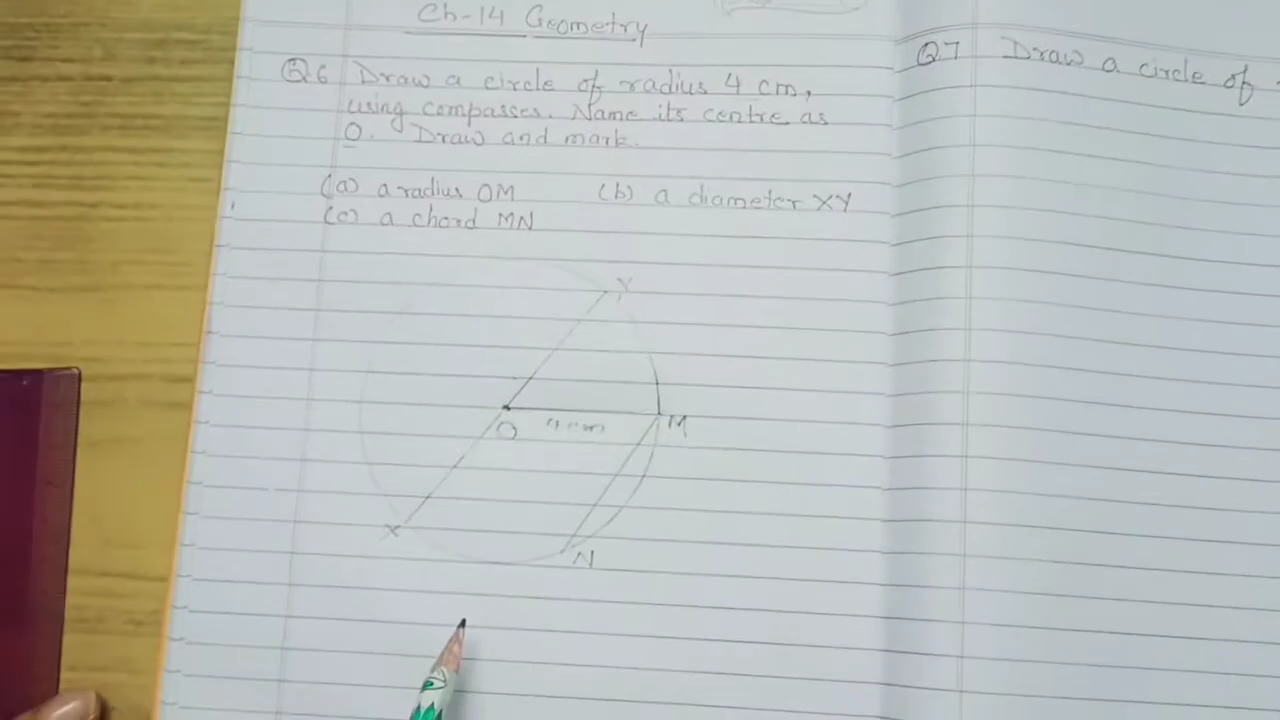 Ch-14 Geometry
Q6 Draw a circle of radius 4 cm,
using compasses. Name its centre as
O. Draw and mark.
(a) a radius OM (b) a diameter XY
(c) a chord MN
Y
O 4cm M
X
N
Q7 Draw a circle of